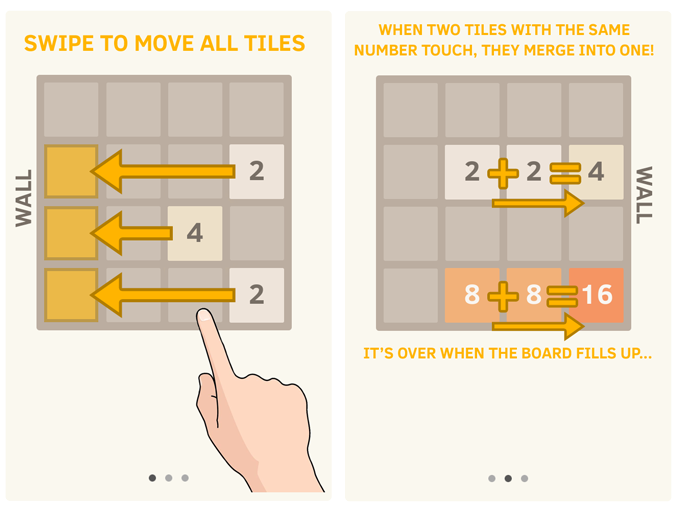 SWIPE TO MOVE ALL TILES
WALL
2
4
2
WHEN TWO TILES WITH THE SAME
NUMBER TOUCH, THEY MERGE INTO ONE!
2 + 2 = 4
WALL
8 + 8 = 16
IT'S OVER WHEN THE BOARD FILLS UP...